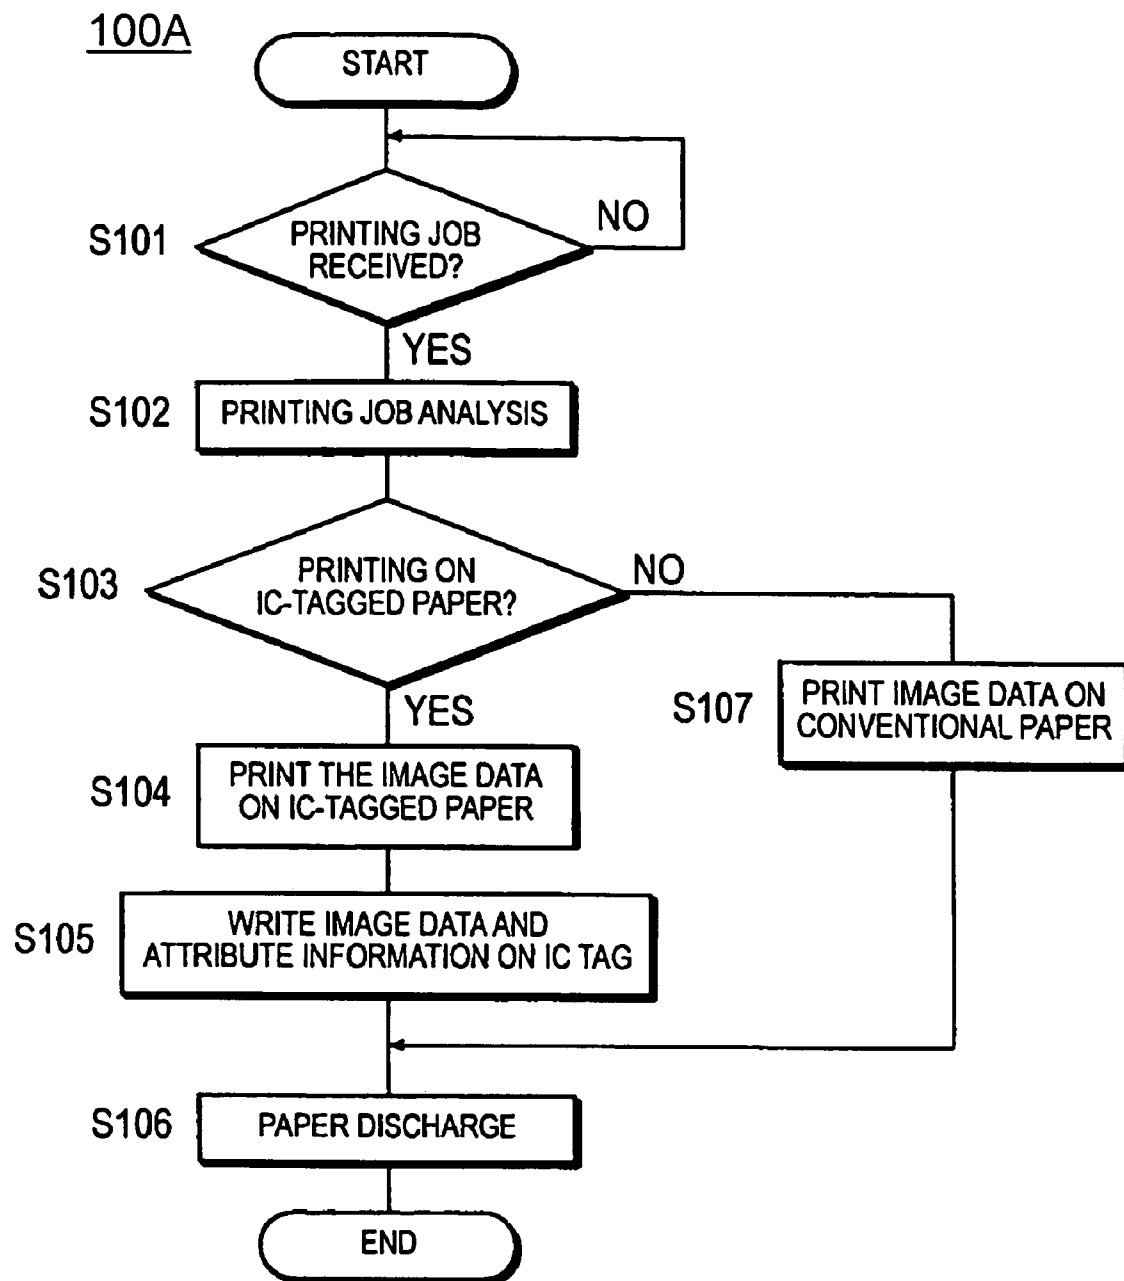 100A
START
S101
PRINTING JOB
RECEIVED?
NO
YES
S102
PRINTING JOB ANALYSIS
S103
PRINTING ON
IC-TAGGED PAPER?
NO
YES
S107
PRINT IMAGE DATA ON
CONVENTIONAL PAPER
S104
PRINT THE IMAGE DATA
ON IC-TAGGED PAPER
S105
WRITE IMAGE DATA AND
ATTRIBUTE INFORMATION ON IC TAG
S106
PAPER DISCHARGE
END